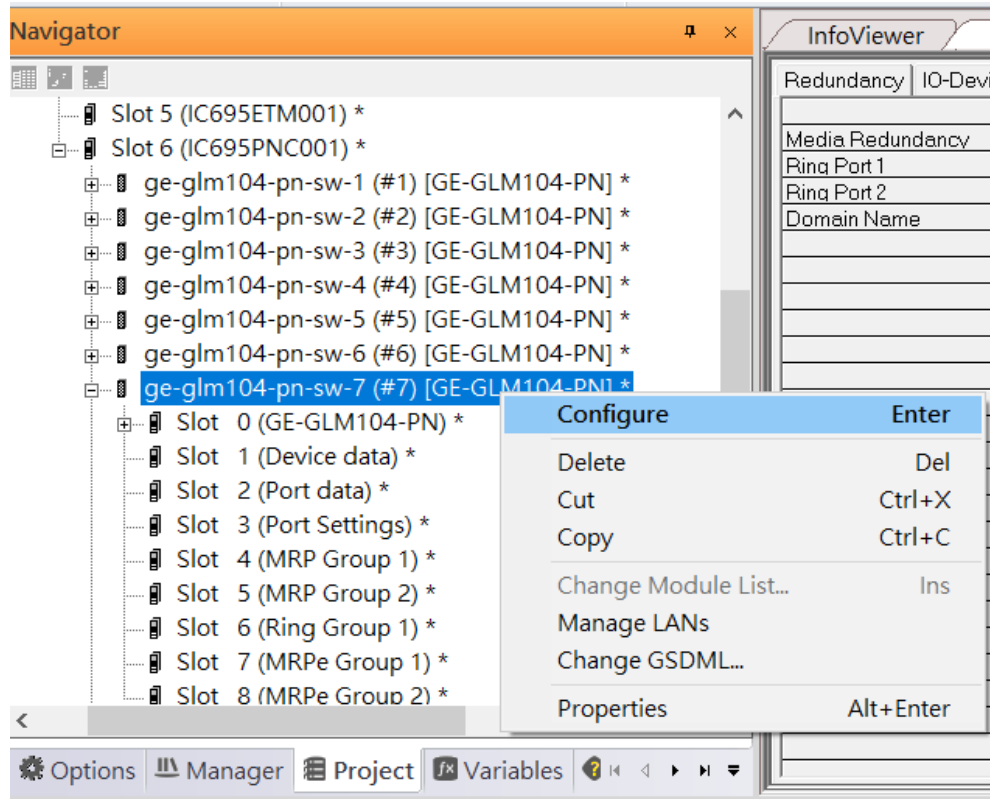 Navigator
Slot 5 (IC695ETM001) *
Slot 6 (IC695PNC001) *
ge-glm104-pn-sw-1 (#1) [GE-GLM104-PN] *
ge-glm104-pn-sw-2 (#2) [GE-GLM104-PN] *
ge-glm104-pn-sw-3 (#3) [GE-GLM104-PN] *
ge-glm104-pn-sw-4 (#4) [GE-GLM104-PN] *
ge-glm104-pn-sw-5 (#5) [GE-GLM104-PN] *
ge-glm104-pn-sw-6 (#6) [GE-GLM104-PN] *
ge-glm104-pn-sw-7 (#7) [GE-GLM104-PN] *
Slot 0 (GE-GLM104-PN) *
Slot 1 (Device data) *
Slot 2 (Port data) *
Slot 3 (Port Settings) *
Slot 4 (MRP Group 1) *
Slot 5 (MRP Group 2) *
Slot 6 (Ring Group 1) *
Slot 7 (MRPe Group 1) *
Slot 8 (MRPe Group 2) *
Options Manager Project Variables
Configure Enter
Delete Del
Cut Ctrl+X
Copy Ctrl+C
Change Module List... Ins
Manage LANs
Change GSDML...
Properties Alt+Enter
InfoViewer
Redundancy IO-Devi
Media Redundancy
Ring Port 1
Ring Port 2
Domain Name